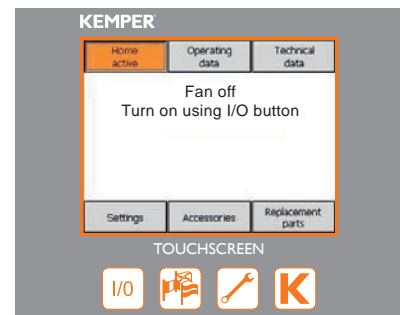 KEMPER
Home Operating Technical
active data data
Fan off
Turn on using I/O button
Settings Accessories Replacement
parts
TOUCHSCREEN
I/0 K